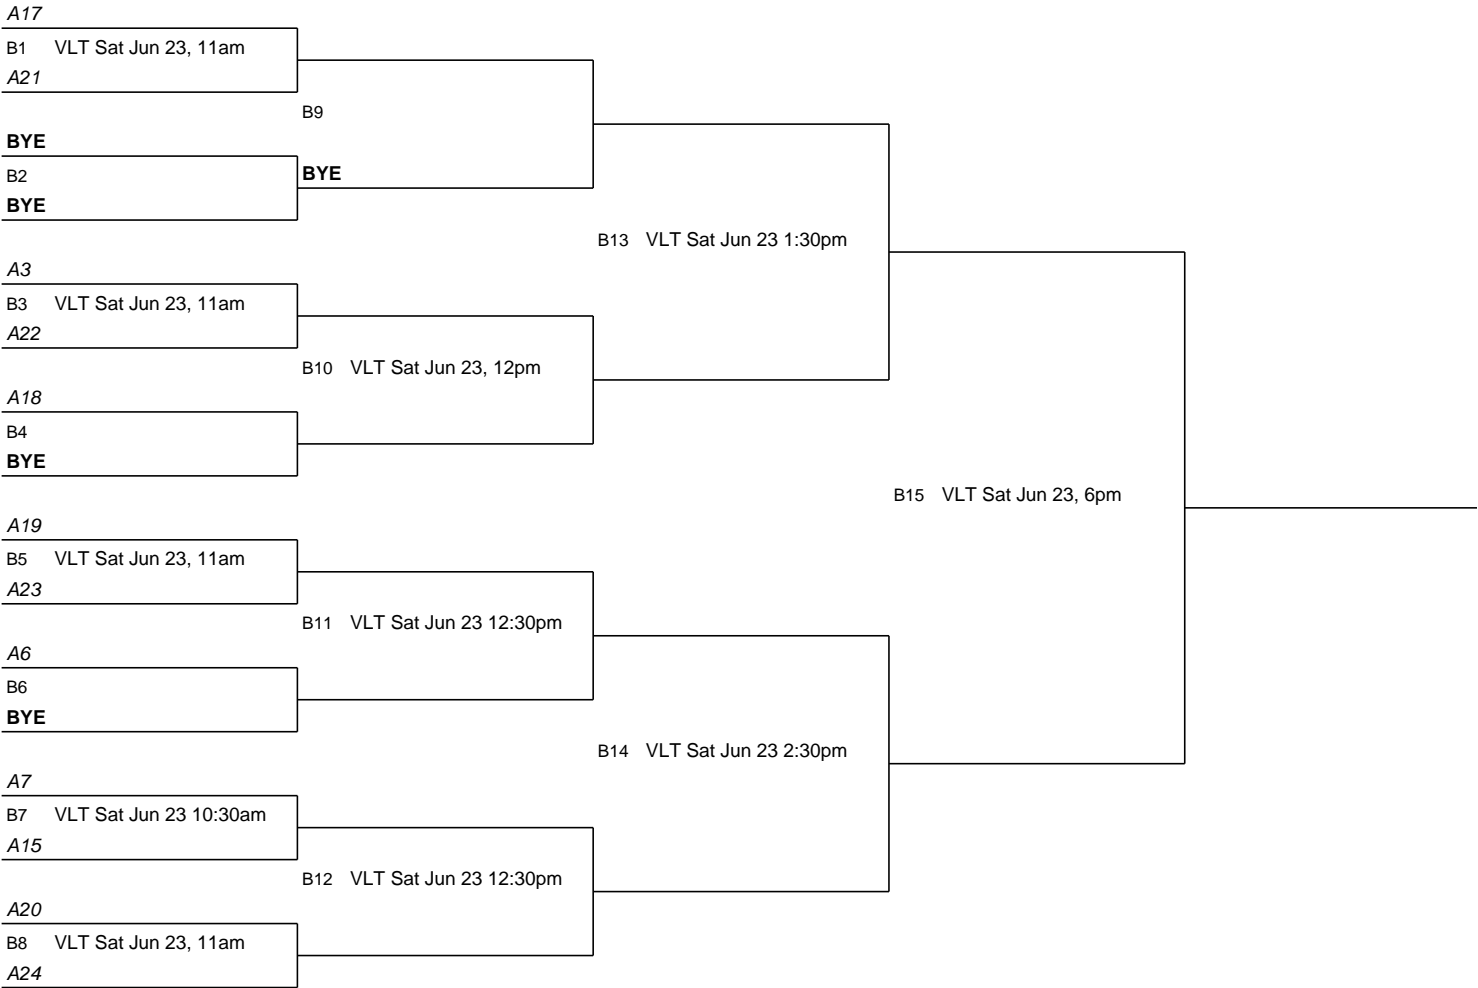 A17
B1 VLT Sat Jun 23, 11am
A21
B9
BYE
B2
BYE
BYE
B13 VLT Sat Jun 23 1:30pm
A3
B3 VLT Sat Jun 23, 11am
A22
B10 VLT Sat Jun 23, 12pm
A18
B4
BYE
B15 VLT Sat Jun 23, 6pm
A19
B5 VLT Sat Jun 23, 11am
A23
B11 VLT Sat Jun 23 12:30pm
A6
B6
BYE
B14 VLT Sat Jun 23 2:30pm
A7
B7 VLT Sat Jun 23 10:30am
A15
B12 VLT Sat Jun 23 12:30pm
A20
B8 VLT Sat Jun 23, 11am
A24